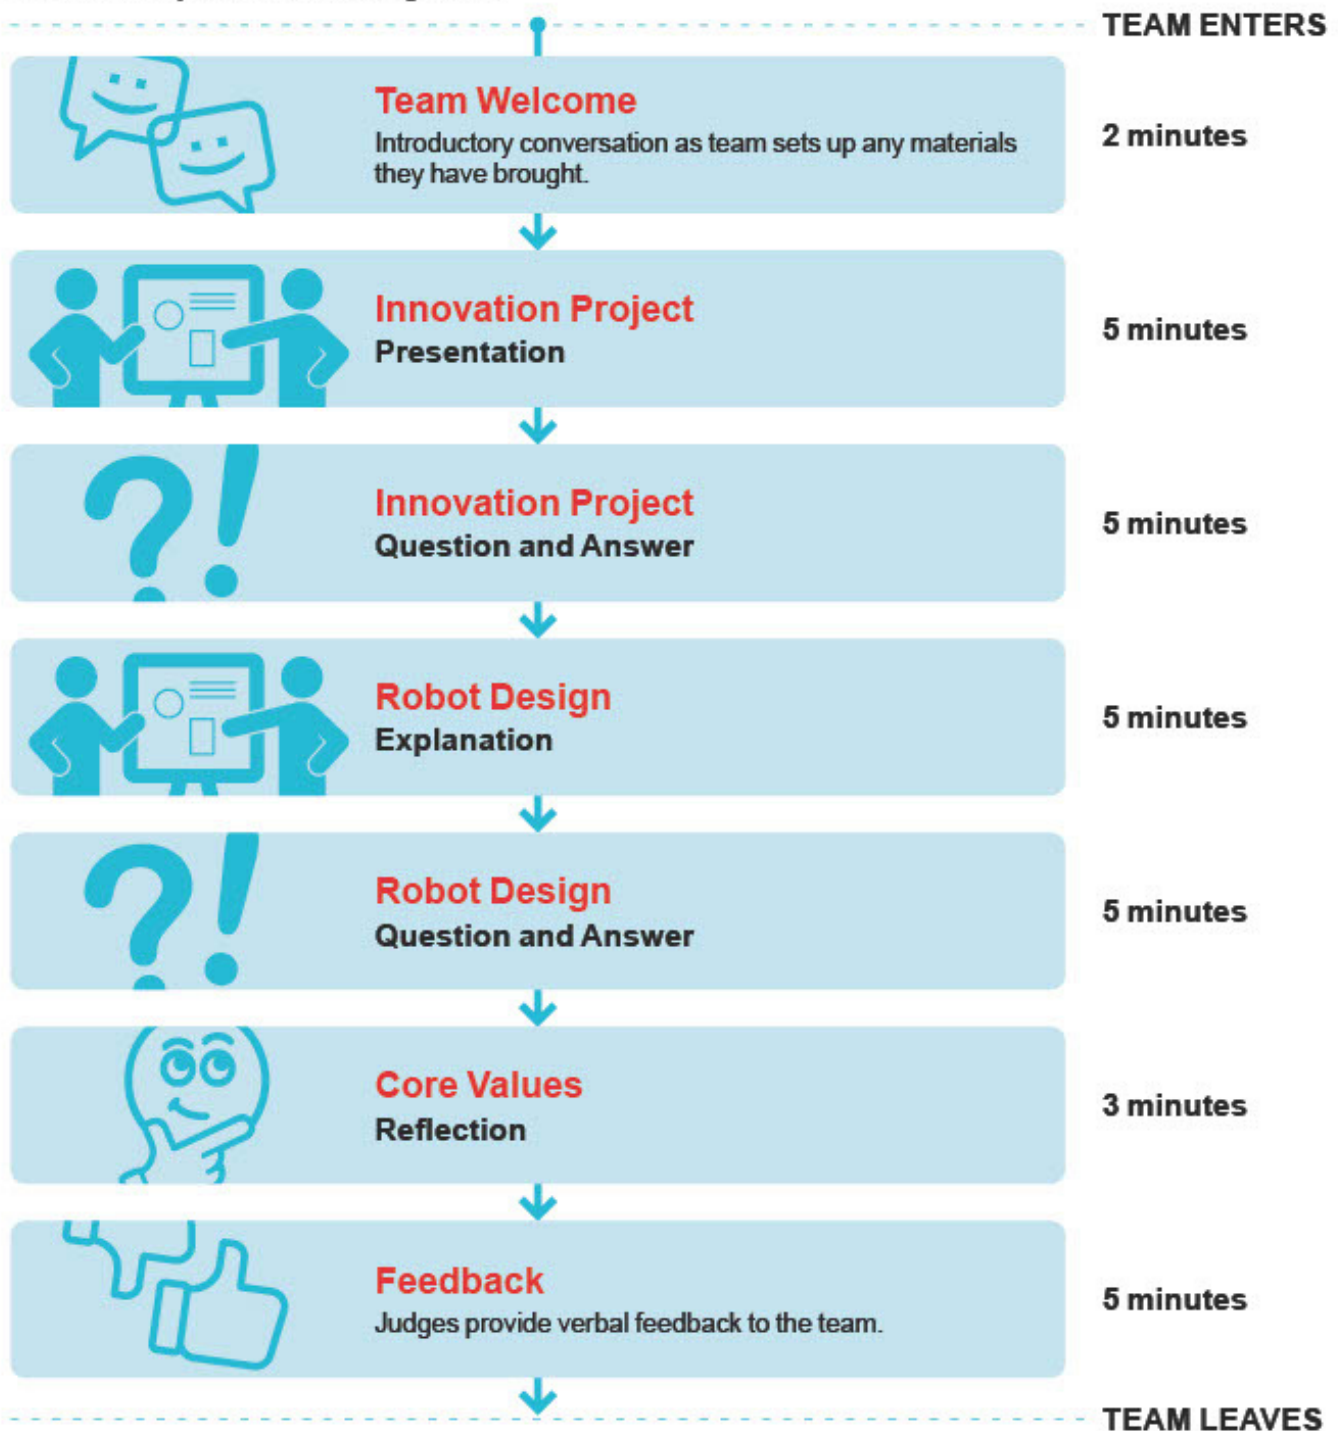 TEAM ENTERS
Team Welcome
Introductory conversation as team sets up any materials
they have brought.
2 minutes
Innovation Project
Presentation
5 minutes
Innovation Project
Question and Answer
5 minutes
Robot Design
Explanation
5 minutes
Robot Design
Question and Answer
5 minutes
Core Values
Reflection
3 minutes
Feedback
Judges provide verbal feedback to the team.
5 minutes
TEAM LEAVES